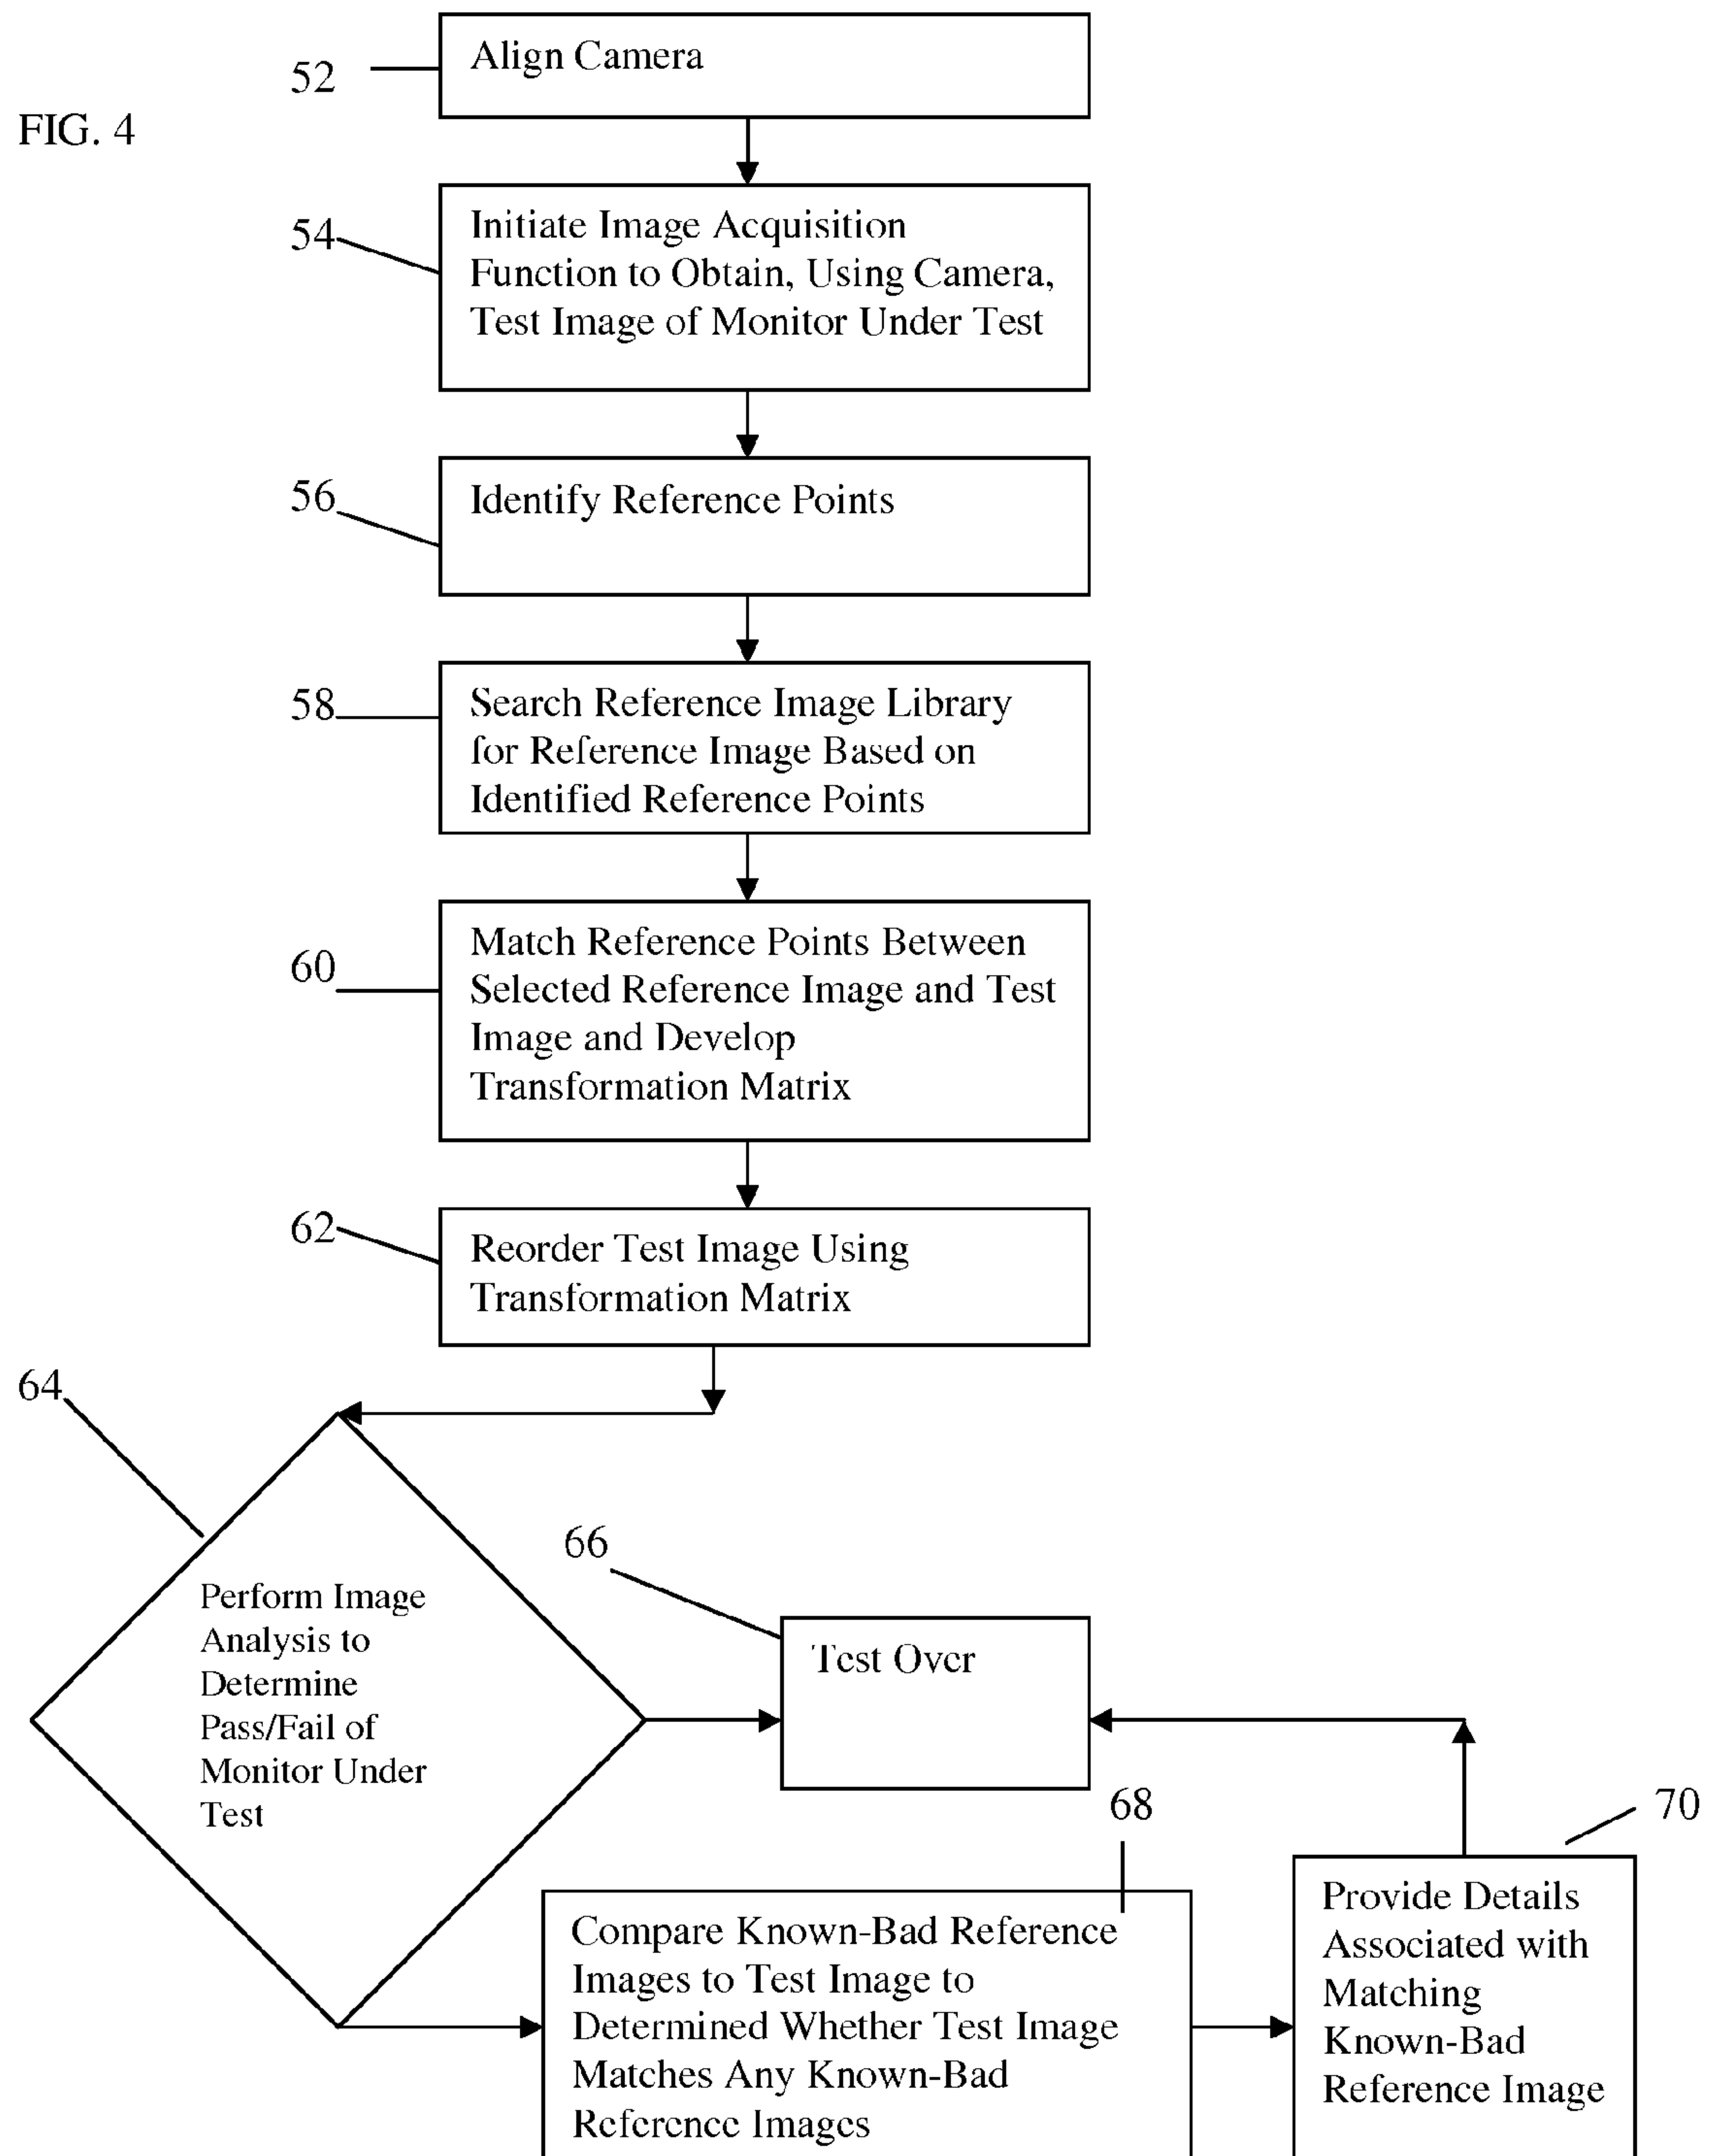 52
Align Camera
FIG. 4
54
Initiate Image Acquisition
Function to Obtain, Using Camera,
Test Image of Monitor Under Test
56
Identify Reference Points
58
Search Reference Image Library
for Reference Image Based on
Identified Reference Points
60
Match Reference Points Between
Selected Reference Image and Test
Image and Develop
Transformation Matrix
62
Reorder Test Image Using
Transformation Matrix
64
Perform Image
Analysis to
Determine
Pass/Fail of
Monitor Under
Test
66
Test Over
68
Compare Known-Bad Reference
Images to Test Image to
Determined Whether Test Image
Matches Any Known-Bad
Reference Images
70
Provide Details
Associated with
Matching
Known-Bad
Reference Image